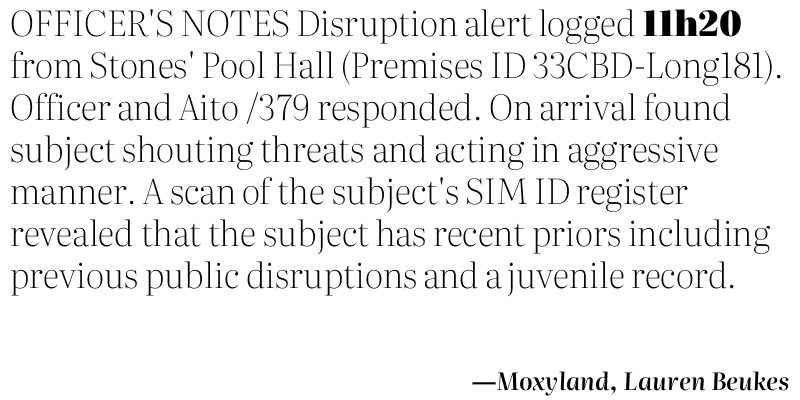 OFFICER'S NOTES Disruption alert logged 11h20
from Stones' Pool Hall (Premises ID 33CBD-Long181).
Officer and Aito /379 responded. On arrival found
subject shouting threats and acting in aggressive
manner. A scan of the subject's SIM ID register
revealed that the subject has recent priors including
previous public disruptions and a juvenile record.
—Moxyland, Lauren Beukes